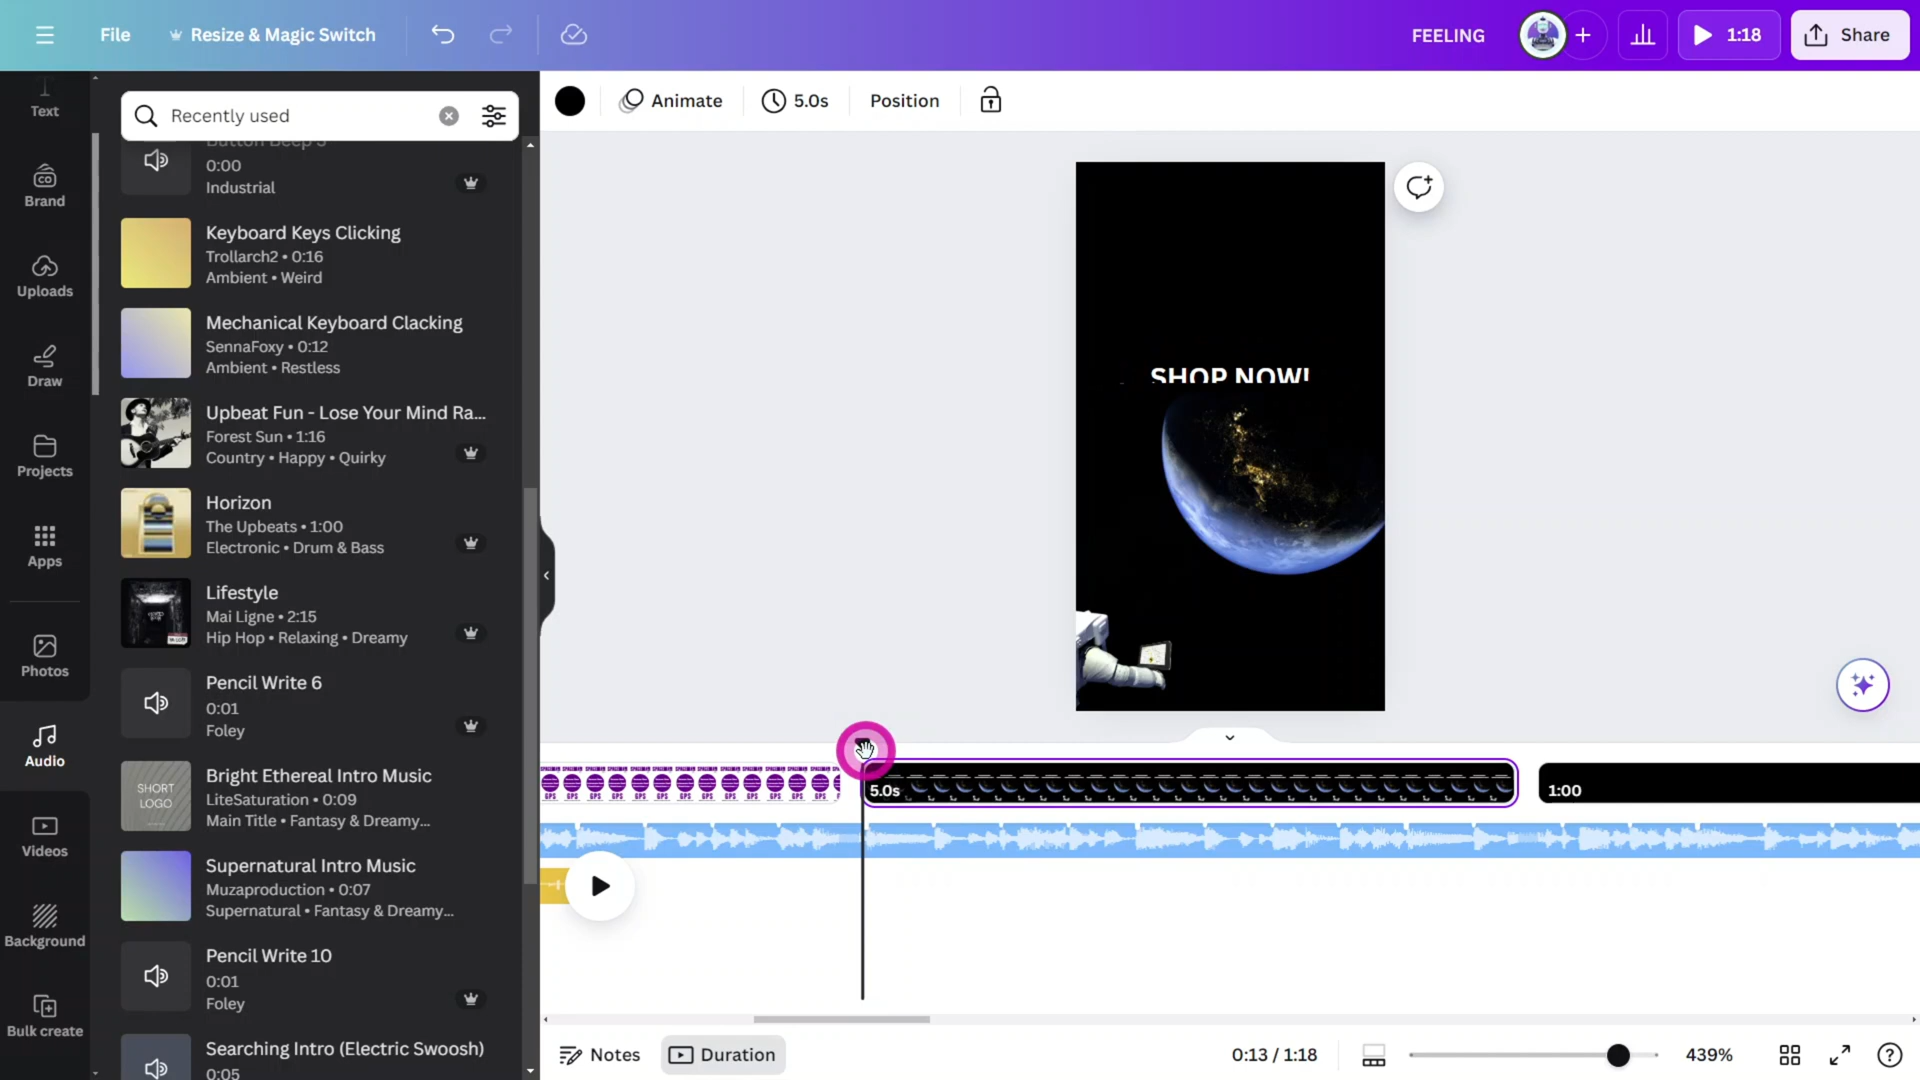 File
Resize & Magic Switch
FEELING
1:18
Share
Text
Brand
Uploads
Draw
Projects
Apps
Photos
Audio
Videos
Background
Bulk create
Recently used
Button Beep 3
0:00
Industrial
Keyboard Keys Clicking
Trollarch2 • 0:16
Ambient • Weird
Mechanical Keyboard Clacking
SennaFoxy • 0:12
Ambient • Restless
Upbeat Fun - Lose Your Mind Ra...
Forest Sun • 1:16
Country • Happy • Quirky
Horizon
The Upbeats • 1:00
Electronic • Drum & Bass
Lifestyle
Mai Ligne • 2:15
Hip Hop • Relaxing • Dreamy
Pencil Write 6
0:01
Foley
SHORT
LOGO
Bright Ethereal Intro Music
LiteSaturation • 0:09
Main Title • Fantasy & Dreamy...
Supernatural Intro Music
Muzaproduction • 0:07
Supernatural • Fantasy & Dreamy...
Pencil Write 10
0:01
Foley
Searching Intro (Electric Swoosh)
0:05
Animate
5.0s
Position
SHOP NOW!
5.0s
1:00
Notes
Duration
0:13 / 1:18
439%